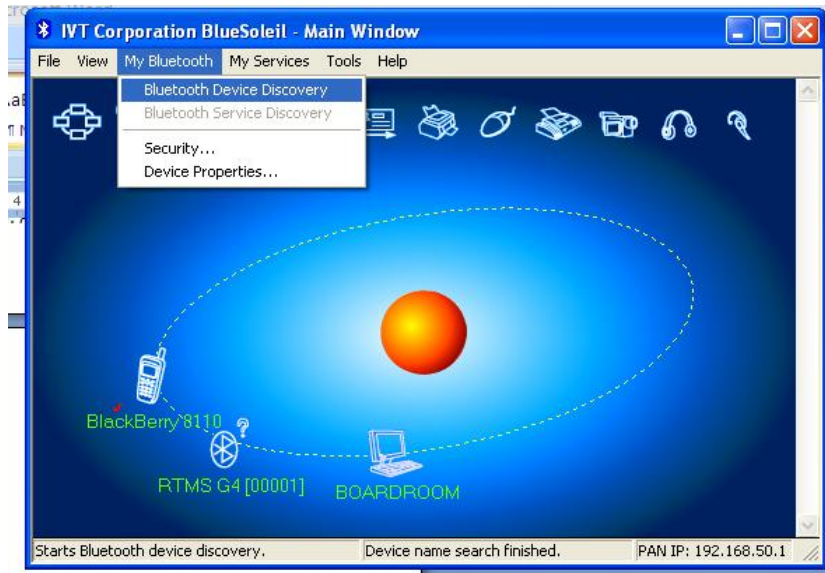 IVT Corporation BlueSoleil - Main Window
File View My Bluetooth My Services Tools Help
Bluetooth Device Discovery
Bluetooth Service Discovery
Security...
Device Properties...
4
BlackBerry 8110
?
RTMS G4 [00001]
BOARDROOM
Starts Bluetooth device discovery. Device name search finished. PAN IP: 192.168.50.1